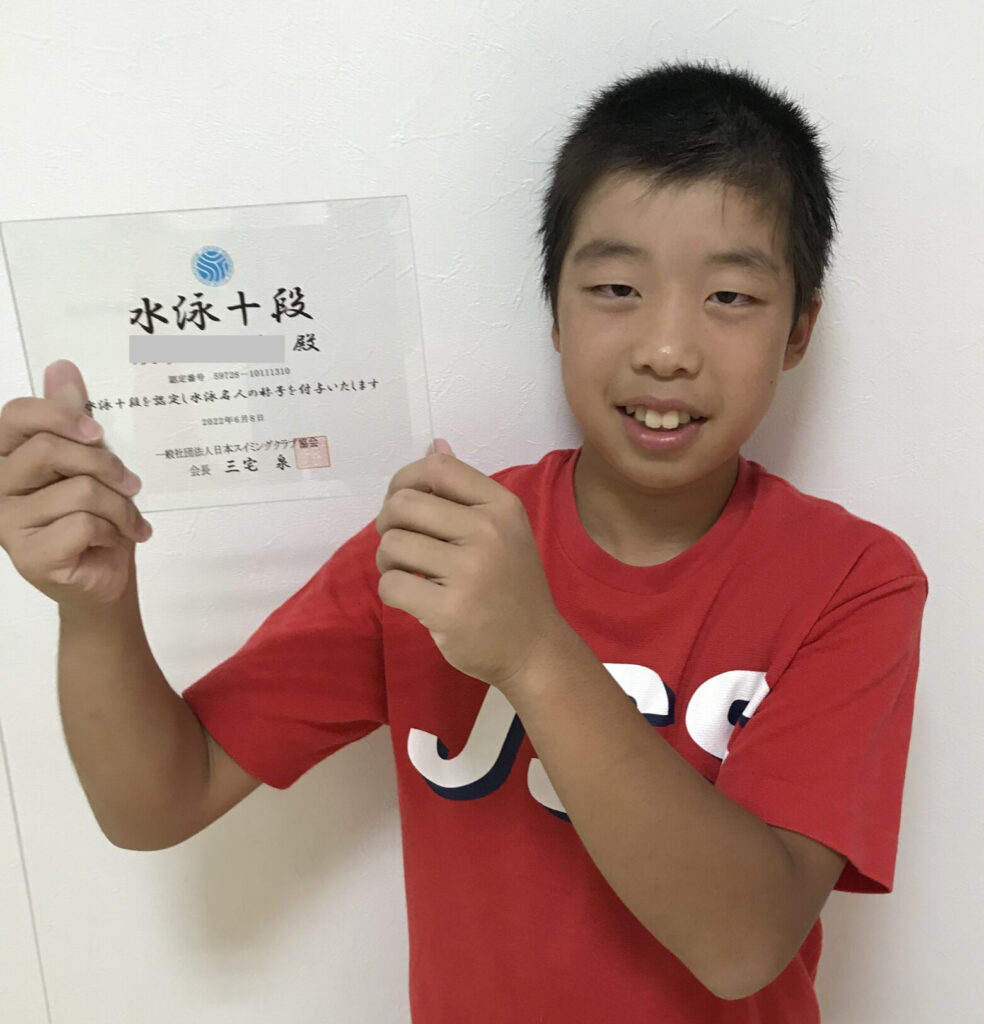 水泳十段
殿
認定番号 59728-10111310
水泳十段を認定し水泳名人の称号を付与いたします
2022年6月8日
一般社団法人日本スイミングクラブ協会
会長 三宅 泉
JSS